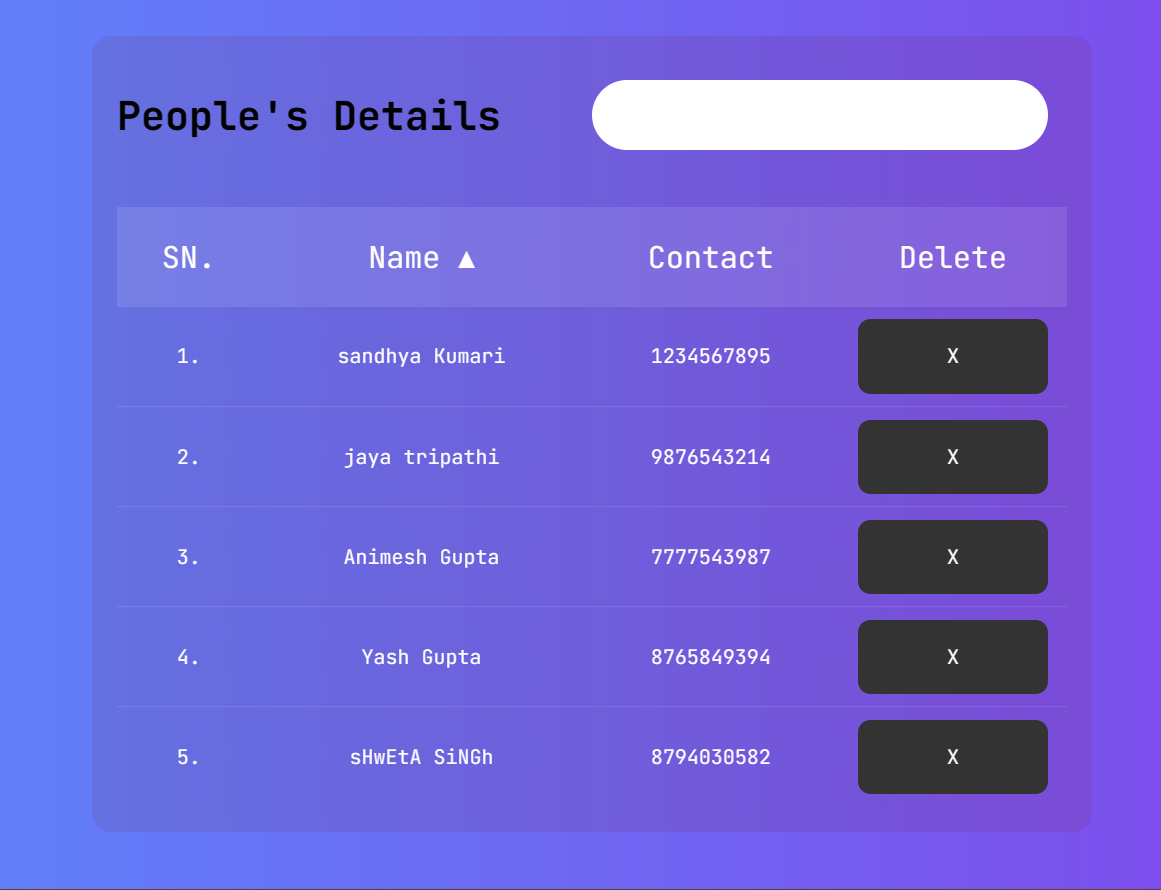 People's Details
SN. Name ▲ Contact Delete
1. sandhya Kumari 1234567895 X
2. jaya tripathi 9876543214 X
3. Animesh Gupta 7777543987 X
4. Yash Gupta 8765849394 X
5. sHwEtA SiNGh 8794030582 X